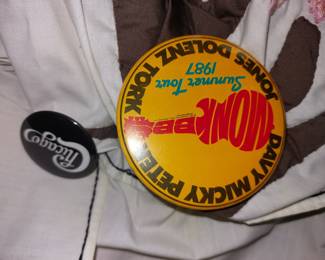 Chicago
DAVY MICKY PETER
JONES DOLENZ TORK
MONKEES
Summer Tour
1987